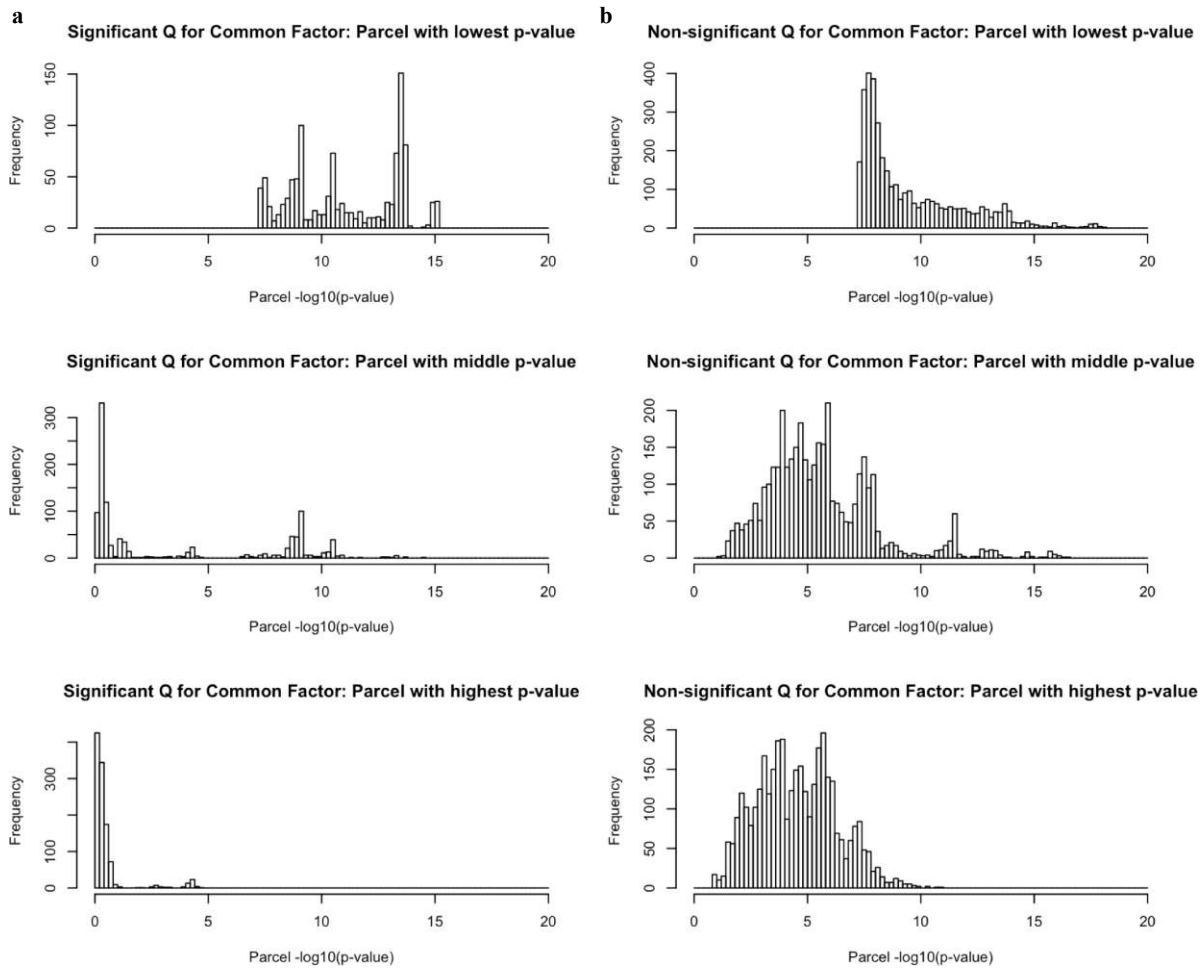 a
Significant Q for Common Factor: Parcel with lowest p-value
Frequency
0
50
100
150
0 5 10 15 20
Parcel -log10(p-value)
Significant Q for Common Factor: Parcel with middle p-value
Frequency
0
100
200
300
0 5 10 15 20
Parcel -log10(p-value)
Significant Q for Common Factor: Parcel with highest p-value
Frequency
0
100
300
0 5 10 15 20
Parcel -log10(p-value)
b
Non-significant Q for Common Factor: Parcel with lowest p-value
Frequency
0
100
200
300
400
0 5 10 15 20
Parcel -log10(p-value)
Non-significant Q for Common Factor: Parcel with middle p-value
Frequency
0
50
100
150
200
0 5 10 15 20
Parcel -log10(p-value)
Non-significant Q for Common Factor: Parcel with highest p-value
Frequency
0
50
100
150
200
0 5 10 15 20
Parcel -log10(p-value)